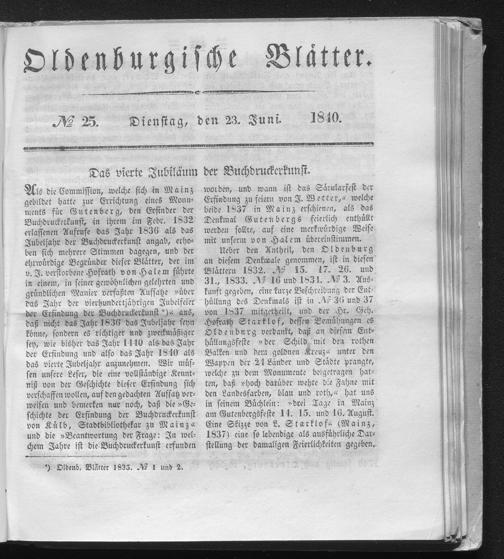 Oldenburgische Blätter.
№ 25. Dienstag, den 23. Juni. 1840.
Das vierte Jubiläum der Buchdruckerkunst.
Als die Commission, welche sich in Mainz
gebildet hatte zur Errichtung eines Monu-
ments für Gutenberg, den Erfinder der
Buchdruckerkunst, in ihrem im Febr. 1832
erlassenen Aufrufe das Jahr 1836 als das
Jubeljahr der Buchdruckerkunst angab, erho-
ben sich mehrere Stimmen dagegen, und der
ehrwürdige Begründer dieser Blätter, der im
v. J. verstorbene Hofrath von Halem führte
in einem, in seiner gewöhnlichen gelehrten und
gründlichen Manier verfaßten Aufsatze »über
das Jahr der vierhundertjährigen Jubelfeier
der Erfindung der Buchdruckerkunst *)« aus,
daß nicht das Jahr 1836 das Jubeljahr seyn
könne, sondern es richtiger und zweckmäßiger
sey, wie bisher das Jahr 1440 als das Jahr
der Erfindung und also das Jahr 1840 als
das vierte Jubeljahr anzunehmen. Wir müs-
sen unsere Leser, die eine vollständige Kennt-
niß von der Geschichte dieser Erfindung sich
verschaffen wollen, auf den gedachten Aufsatz ver-
weisen und bemerken nur noch, daß die »Ge-
schichte der Erfindung der Buchdruckerkunst
von Külb, Stadtbibliothekar zu Mainz«
und die »Beantwortung der Frage: In wel-
chem Jahre ist die Buchdruckerkunst erfunden
*) Oldenb. Blätter 1835. № 1 und 2.
worden, und wann ist das Säcularfest der
Erfindung zu feiern von J. Wetter,« welche
beide 1837 in Mainz erschienen, als das
Denkmal Gutenbergs feierlich enthüllt
werden sollte, auf eine merkwürdige Weise
mit unserm von Halem übereinstimmen.
Ueber den Antheil, den Oldenburg
an diesem Denkmale genommen, ist in diesen
Blättern 1832. № 15. 17. 26. und
31., 1833. № 16 und 1834. № 3. Aus-
kunft gegeben, eine kurze Beschreibung der Ent-
hüllung des Denkmals ist in № 36 und 37
von 1837 mitgetheilt, und der Hr. Geh.
Hofrath Starklof, dessen Bemühungen es
Oldenburg verdankt, daß an diesem Ent-
hüllungsfeste »der Schild mit den rothen
Balken und dem goldenen Kreuz« unter den
Wappen der 24 Länder und Städte prangte,
welche zu dem Monumente beigetragen hat-
ten, daß »hoch darüber wehte die Fahne mit
den Landesfarben, blau und roth,« hat uns
in seinem Büchlein: »drei Tage in Mainz
am Gutenbergsfeste 14. 15. und 16. August.
Eine Skizze von L. Starklof« (Mainz,
1837) eine so lebendige als ausführliche Dar-
stellung der damaligen Feierlichkeiten gegeben,